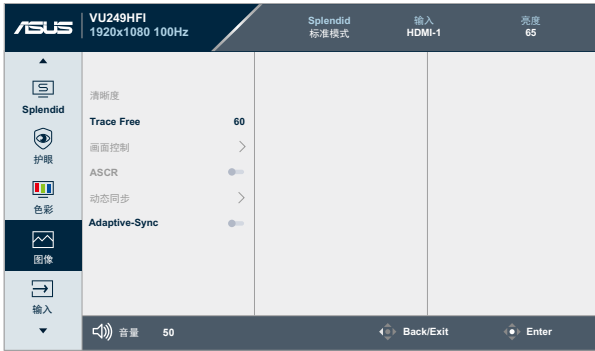 ASUS
VU249HFI
1920x1080 100Hz
Splendid
标准模式
输入
HDMI-1
亮度
65
Splendid
护眼
色彩
图像
输入
清晰度
Trace Free 60
画面控制
ASCR
动态同步
Adaptive-Sync
音量 50
Back/Exit
Enter